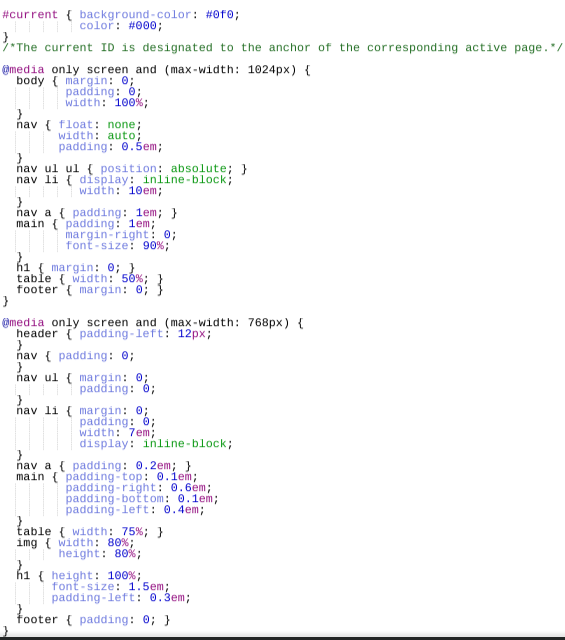 #current { background-color: #0f0;
           color: #000;
}
/*The current ID is designated to the anchor of the corresponding active page.*/

@media only screen and (max-width: 1024px) {
  body { margin: 0;
         padding: 0;
         width: 100%;
  }
  nav { float: none;
        width: auto;
        padding: 0.5em;
  }
  nav ul ul { position: absolute; }
  nav li { display: inline-block;
           width: 10em;
  }
  nav a { padding: 1em; }
  main { padding: 1em;
         margin-right: 0;
         font-size: 90%;
  }
  h1 { margin: 0; }
  table { width: 50%; }
  footer { margin: 0; }
}

@media only screen and (max-width: 768px) {
  header { padding-left: 12px;
  }
  nav { padding: 0;
  }
  nav ul { margin: 0;
           padding: 0;
  }
  nav li { margin: 0;
           padding: 0;
           width: 7em;
           display: inline-block;
  }
  nav a { padding: 0.2em; }
  main { padding-top: 0.1em;
         padding-right: 0.6em;
         padding-bottom: 0.1em;
         padding-left: 0.4em;
  }
  table { width: 75%; }
  img { width: 80%;
        height: 80%;
  }
  h1 { height: 100%;
       font-size: 1.5em;
       padding-left: 0.3em;
  }
  footer { padding: 0; }
}